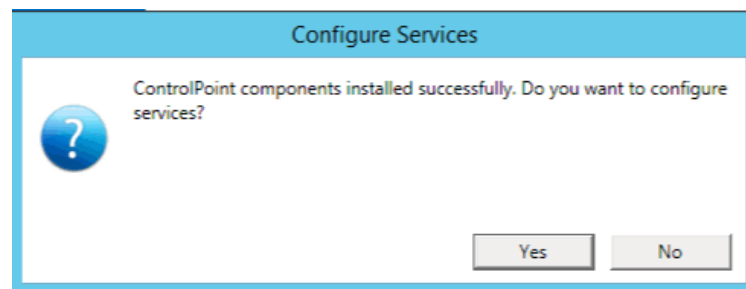 Configure Services
ControlPoint components installed successfully. Do you want to configure
services?
?
Yes
No